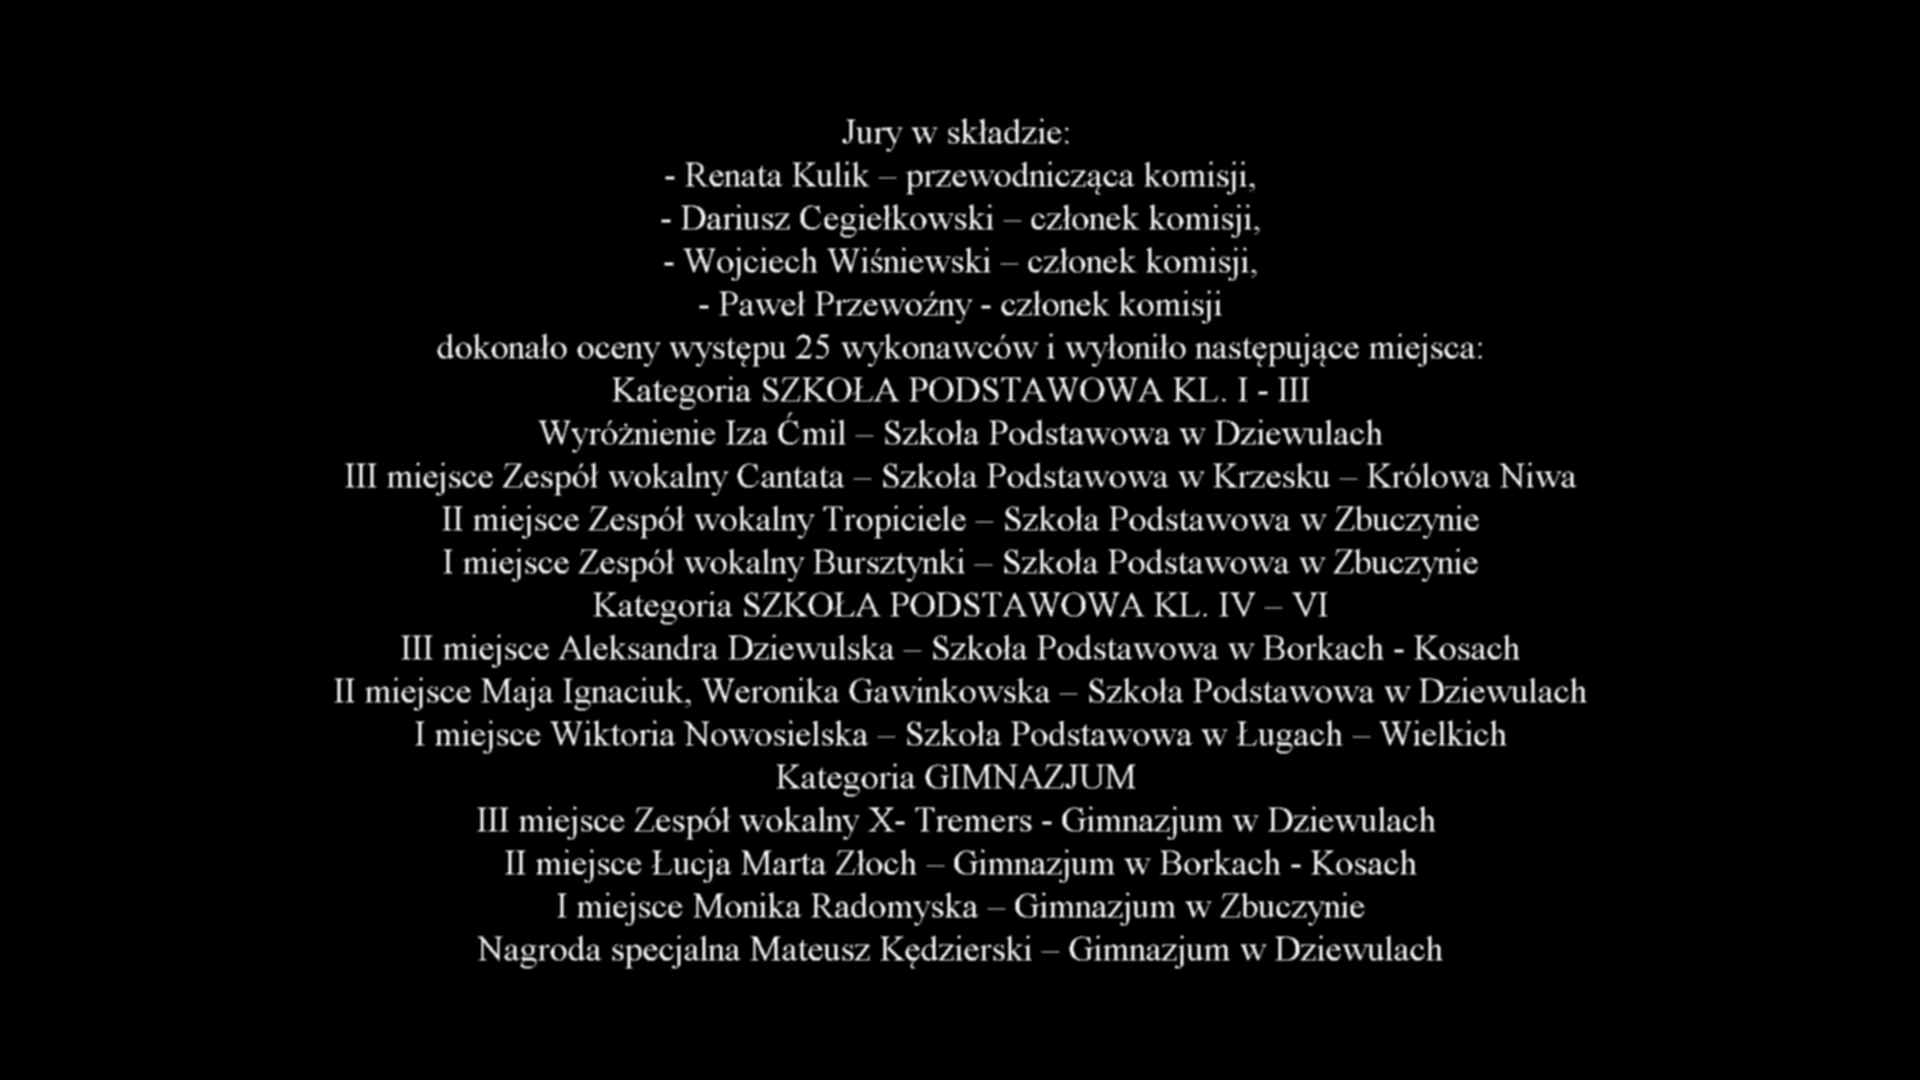 Jury w składzie:
- Renata Kulik – przewodnicząca komisji,
- Dariusz Cegiełkowski – członek komisji,
- Wojciech Wiśniewski – członek komisji,
- Paweł Przewoźny - członek komisji
dokonało oceny występu 25 wykonawców i wyłoniło następujące miejsca:
Kategoria SZKOŁA PODSTAWOWA KL. I - III
Wyróżnienie Iza Ćmil – Szkoła Podstawowa w Dziewulach
III miejsce Zespół wokalny Cantata – Szkoła Podstawowa w Krzesku – Królowa Niwa
II miejsce Zespół wokalny Tropiciele – Szkoła Podstawowa w Zbuczynie
I miejsce Zespół wokalny Bursztynki – Szkoła Podstawowa w Zbuczynie
Kategoria SZKOŁA PODSTAWOWA KL. IV – VI
III miejsce Aleksandra Dziewulska – Szkoła Podstawowa w Borkach - Kosach
II miejsce Maja Ignaciuk, Weronika Gawinkowska – Szkoła Podstawowa w Dziewulach
I miejsce Wiktoria Nowosielska – Szkoła Podstawowa w Ługach – Wielkich
Kategoria GIMNAZJUM
III miejsce Zespół wokalny X- Tremers - Gimnazjum w Dziewulach
II miejsce Łucja Marta Złoch – Gimnazjum w Borkach - Kosach
I miejsce Monika Radomyska – Gimnazjum w Zbuczynie
Nagroda specjalna Mateusz Kędzierski – Gimnazjum w Dziewulach